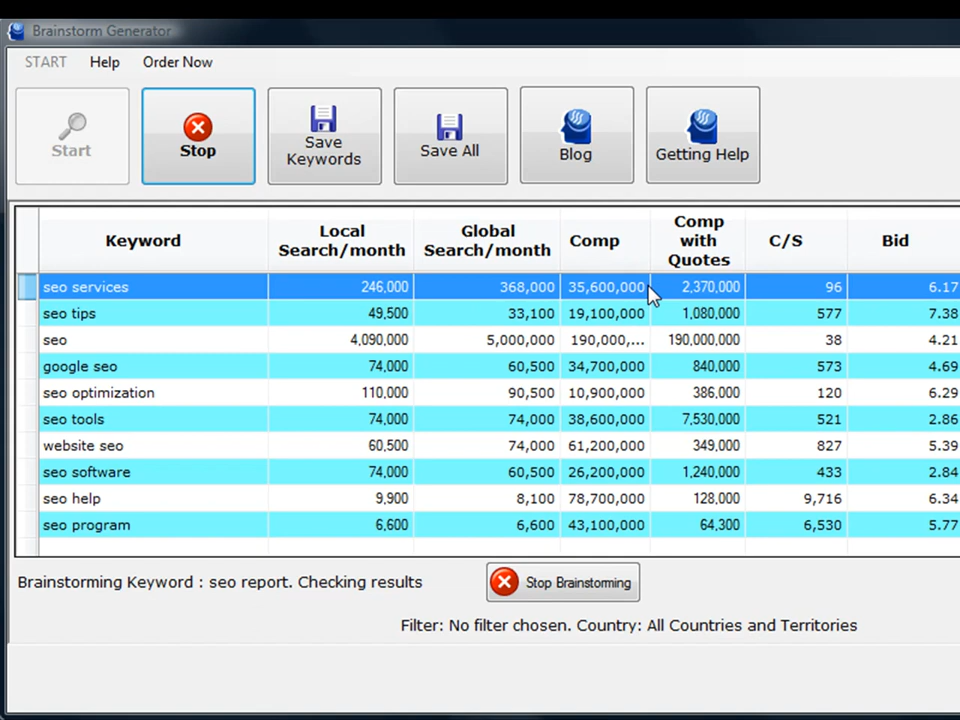 Brainstorm Generator
START Help Order Now
Start Stop Save Keywords Save All Blog Getting Help
Keyword Local Search/month Global Search/month Comp Comp with Quotes C/S Bid
seo services 246,000 368,000 35,600,000 2,370,000 96 6.17
seo tips 49,500 33,100 19,100,000 1,080,000 577 7.38
seo 4,090,000 5,000,000 190,000,... 190,000,000 38 4.21
google seo 74,000 60,500 34,700,000 840,000 573 4.69
seo optimization 110,000 90,500 10,900,000 386,000 120 6.29
seo tools 74,000 74,000 38,600,000 7,530,000 521 2.86
website seo 60,500 74,000 61,200,000 349,000 827 5.39
seo software 74,000 60,500 26,200,000 1,240,000 433 2.84
seo help 9,900 8,100 78,700,000 128,000 9,716 6.34
seo program 6,600 6,600 43,100,000 64,300 6,530 5.77
Brainstorming Keyword : seo report. Checking results Stop Brainstorming
Filter: No filter chosen. Country: All Countries and Territories